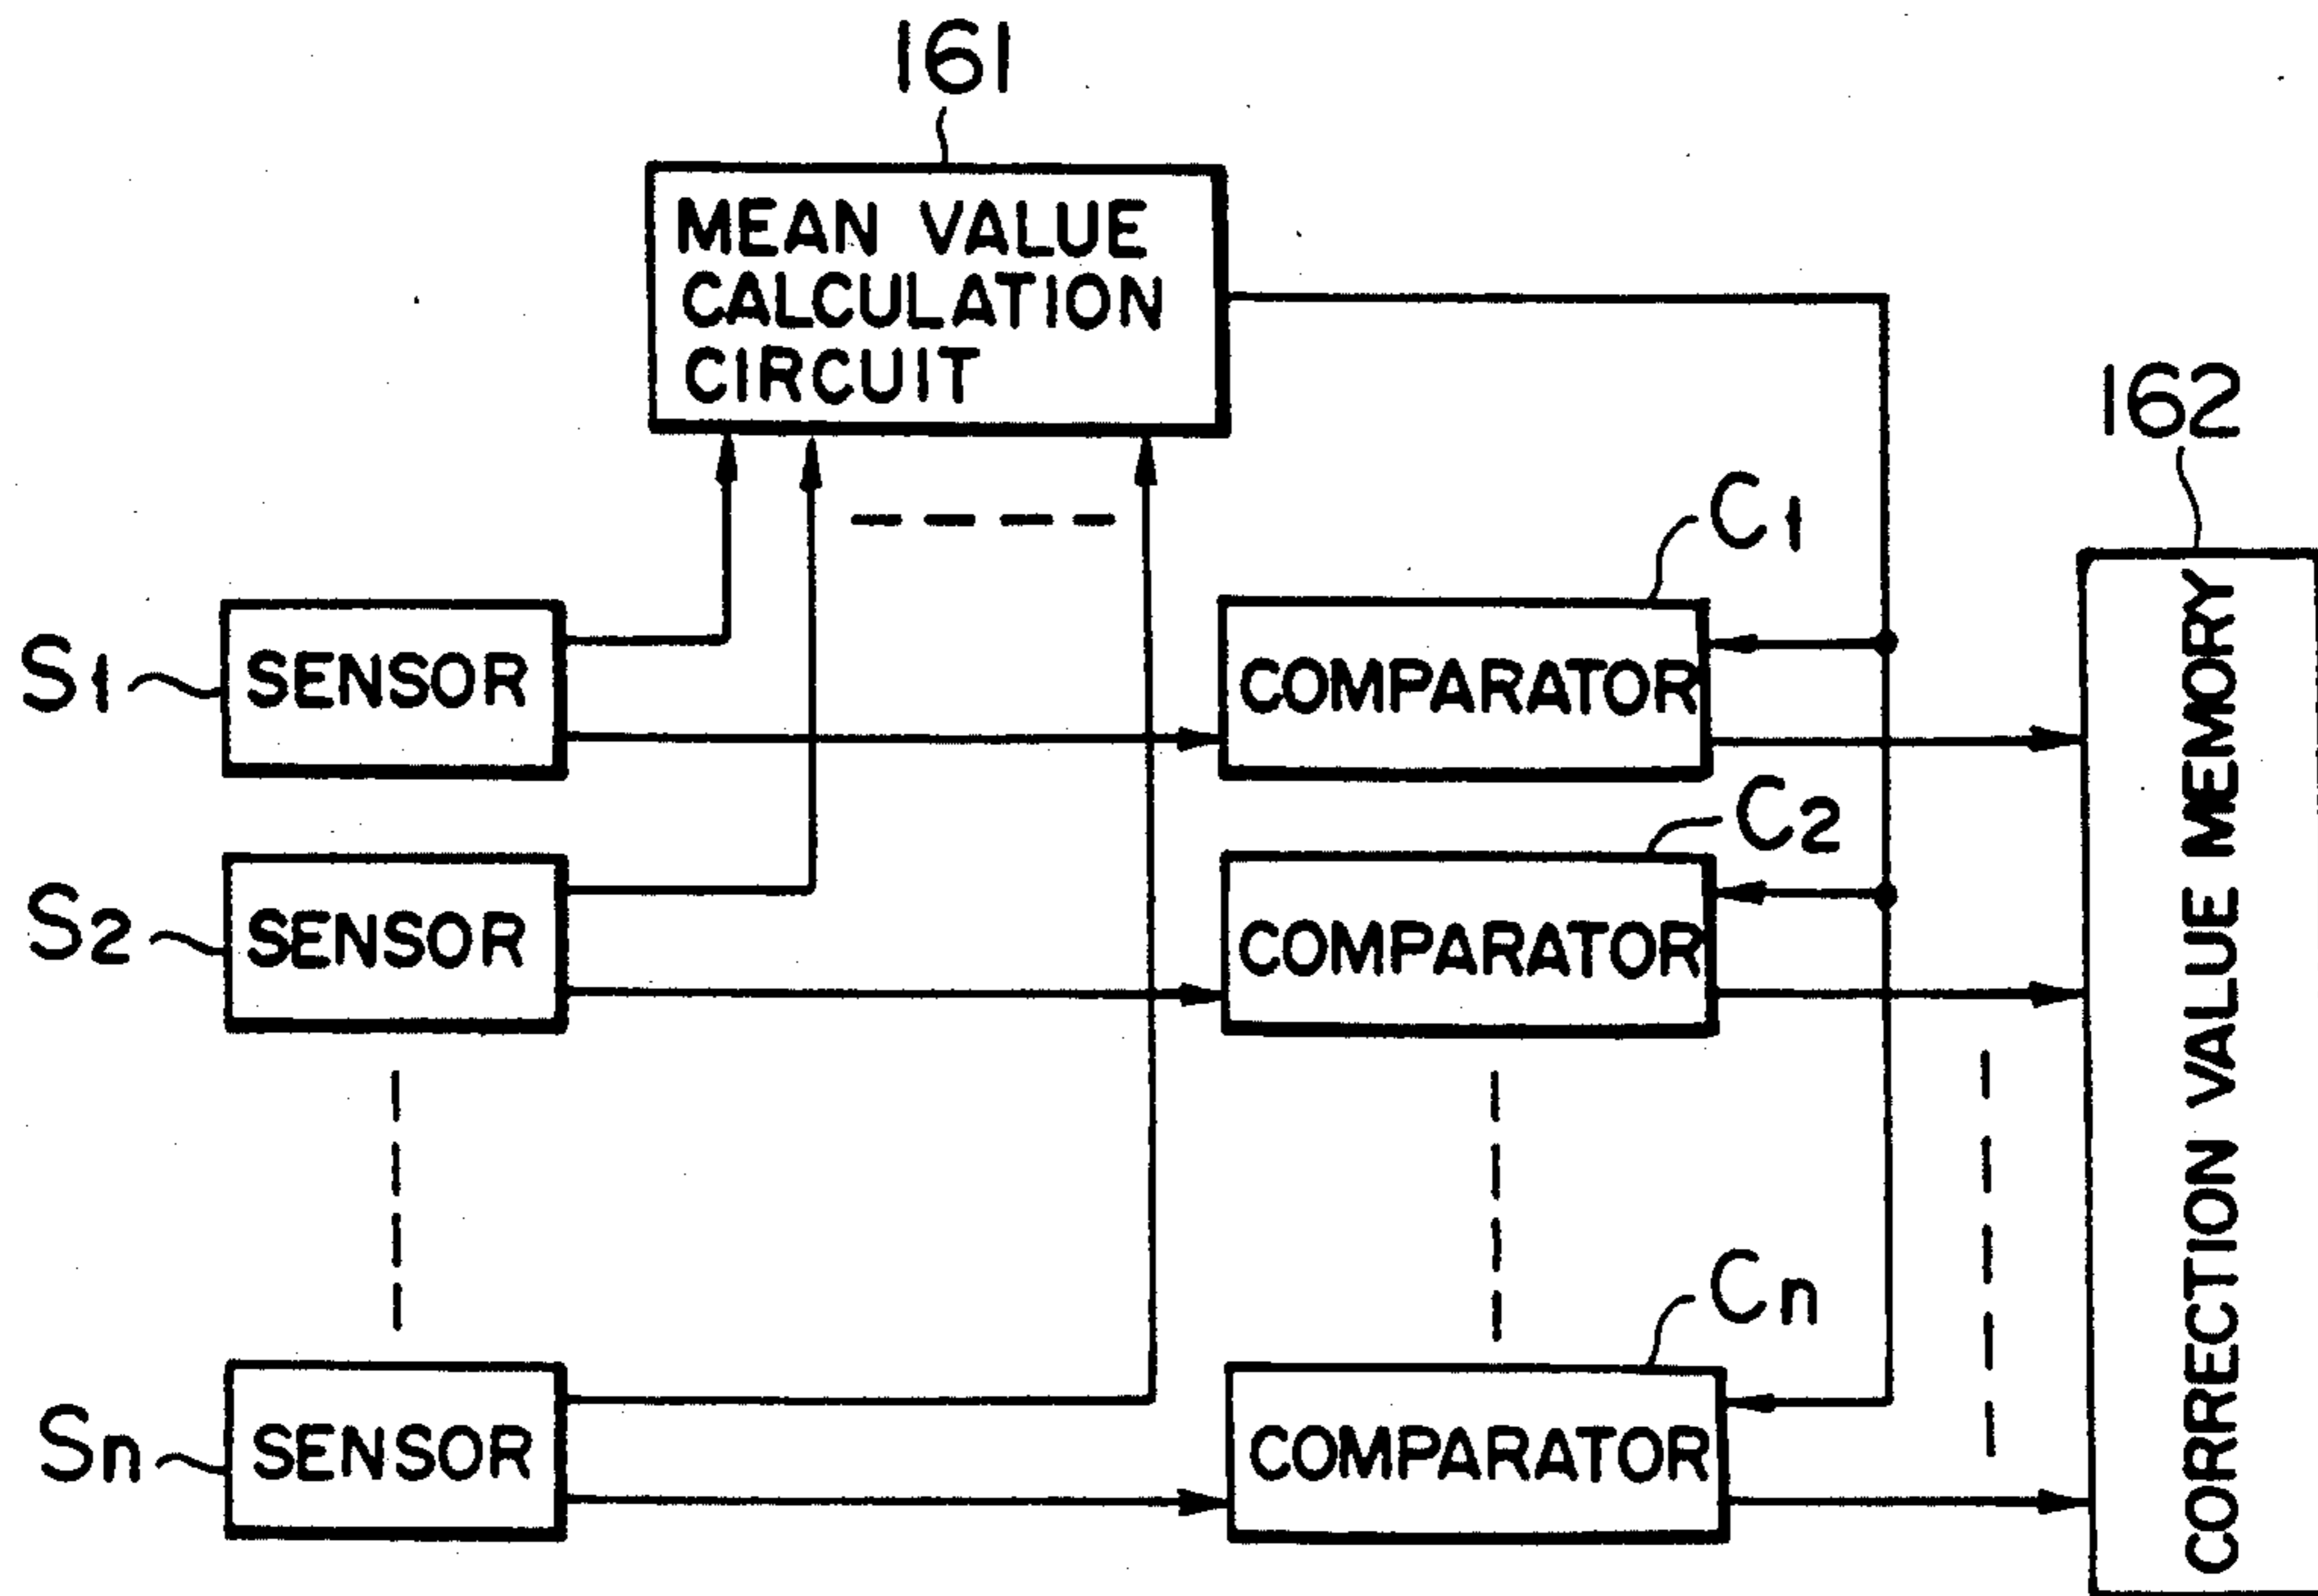 161
MEAN VALUE
CALCULATION
CIRCUIT
162
C1
S1
SENSOR
COMPARATOR
C2
S2
SENSOR
COMPARATOR
Cn
Sn
SENSOR
COMPARATOR
CORRECTION VALUE MEMORY